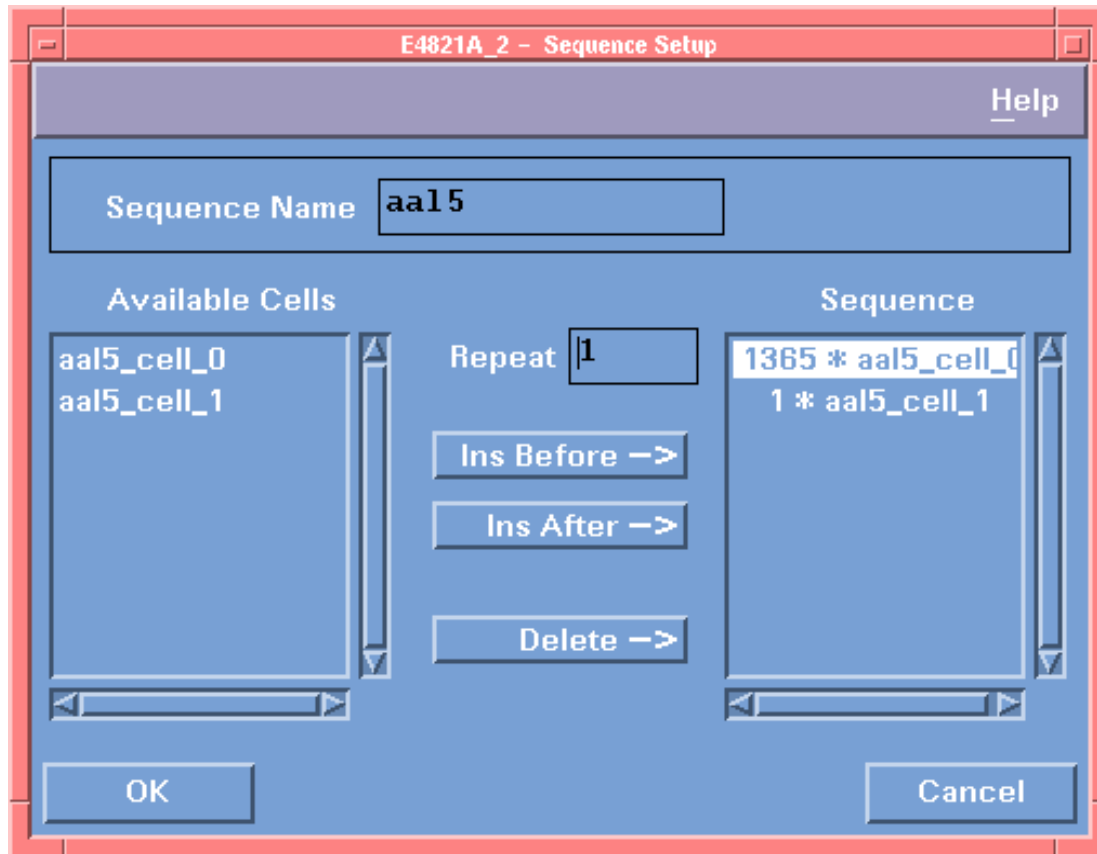 E4821A_2 - Sequence Setup
Help
Sequence Name aal5
Available Cells
aal5_cell_0
aal5_cell_1
Repeat 1
Ins Before ->
Ins After ->
Delete ->
Sequence
1365 * aal5_cell_0
1 * aal5_cell_1
OK
Cancel